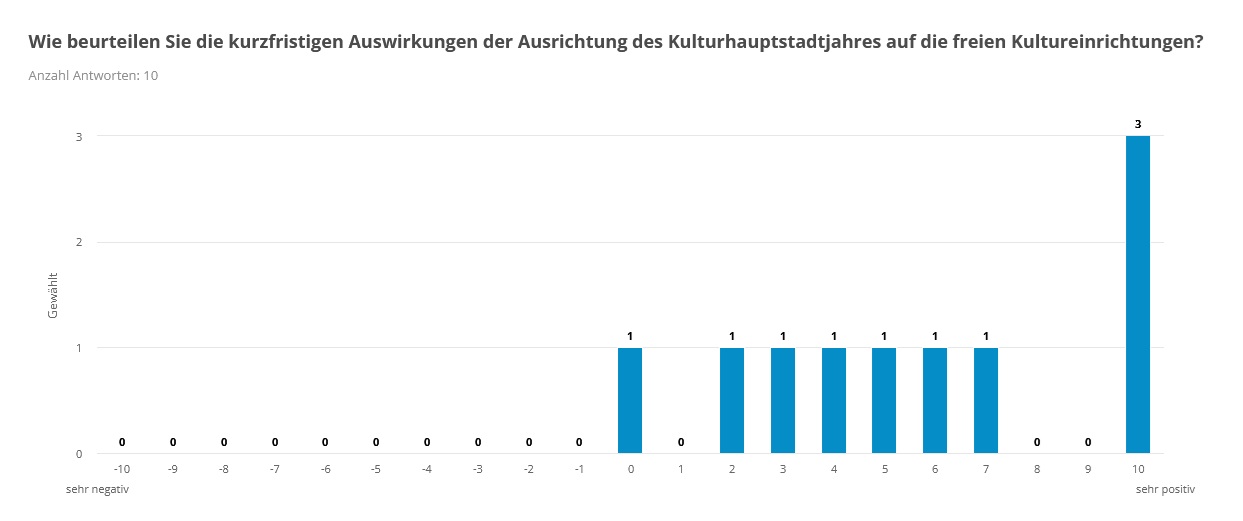 Wie beurteilen Sie die kurzfristigen Auswirkungen der Ausrichtung des Kulturhauptstadtjahres auf die freien Kultureinrichtungen?
Anzahl Antworten: 10
3
3
2
Gewählt
1 1 1 1 1 1 1
1
0 0 0 0 0 0 0 0 0 0 0 0 0
0
-10 -9 -8 -7 -6 -5 -4 -3 -2 -1 0 1 2 3 4 5 6 7 8 9 10
sehr negativ sehr positiv